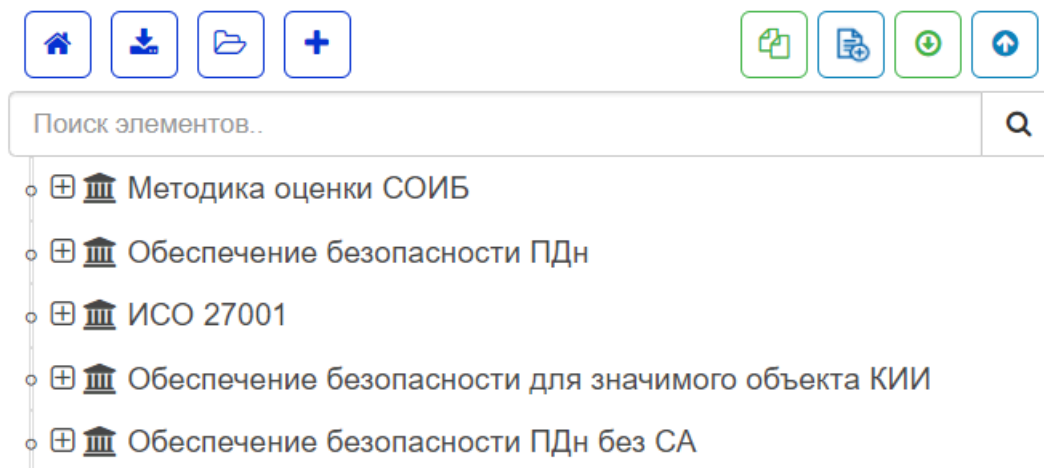 Поиск элементов..
Методика оценки СОИБ
Обеспечение безопасности ПДн
ИСО 27001
Обеспечение безопасности для значимого объекта КИИ
Обеспечение безопасности ПДн без СА